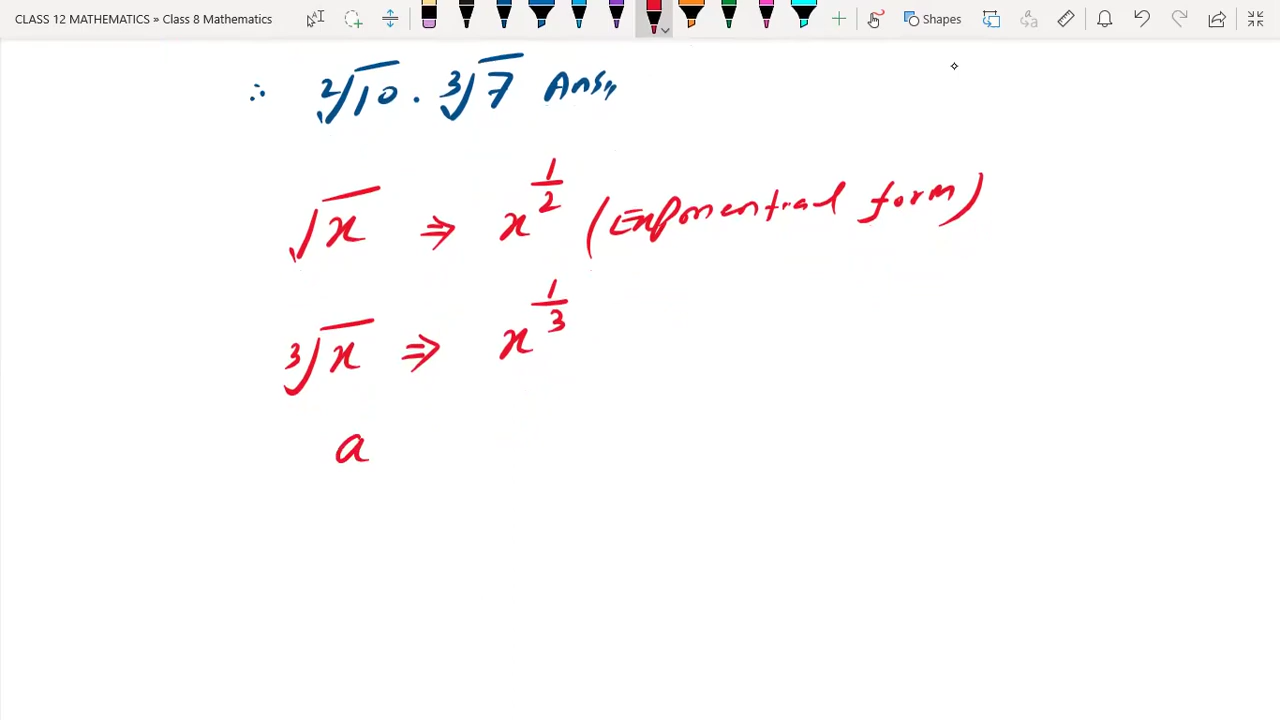 CLASS 12 MATHEMATICS » Class 8 Mathematics Shapes
∴ ²√10 · ³√7 Ans,,
√x ⇒ x^(1/2) (Exponential form)
³√x ⇒ x^(1/3)
a